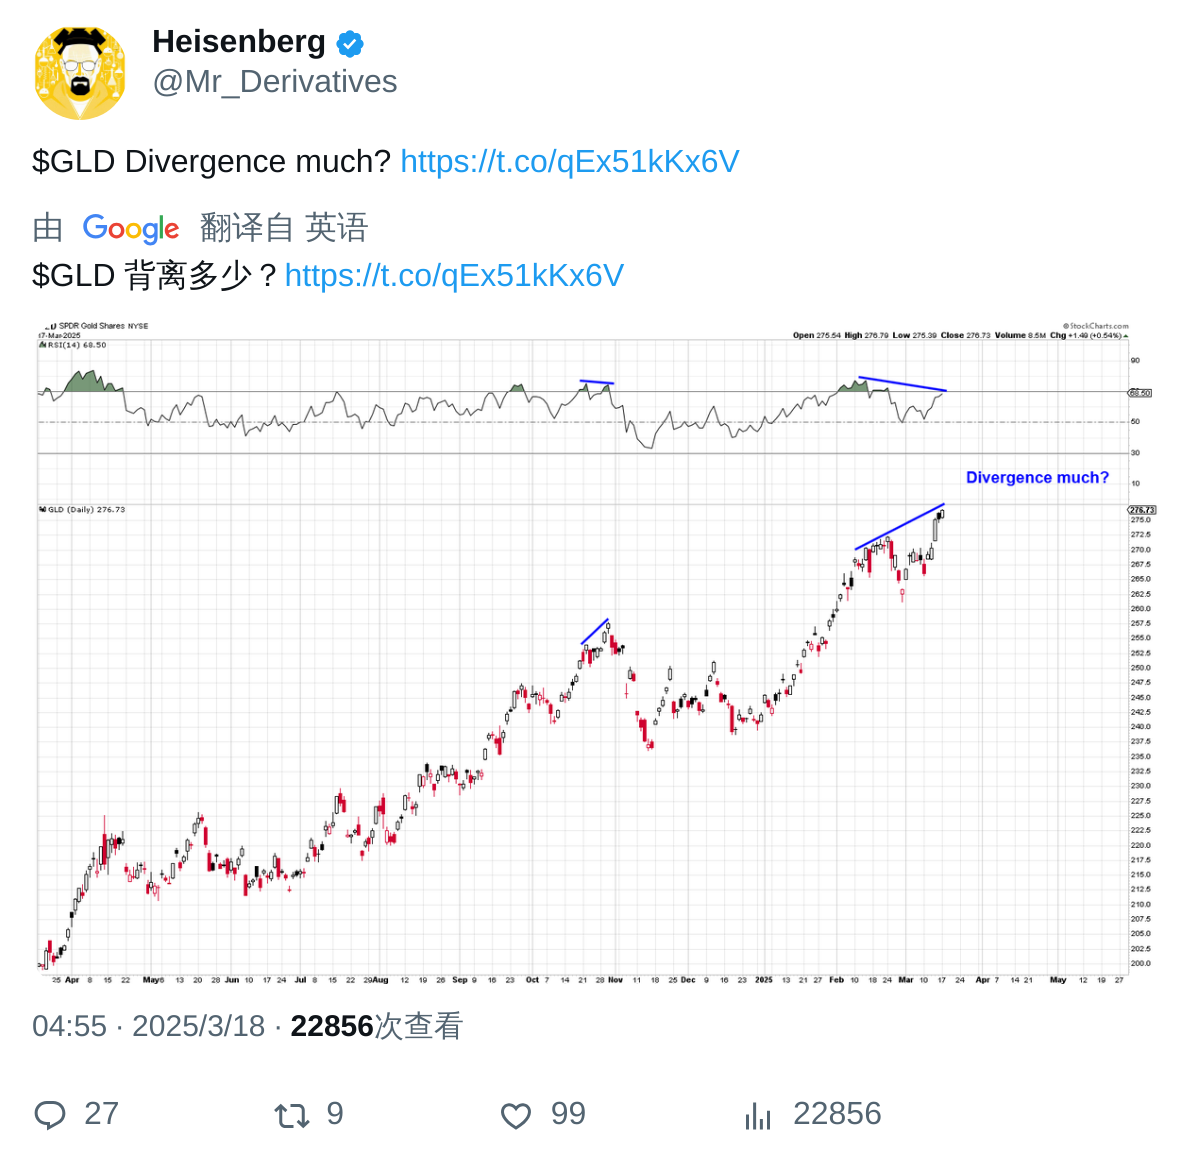 Heisenberg
@Mr_Derivatives
$GLD Divergence much? https://t.co/qEx51kKx6V
由 Google 翻译自 英语
$GLD 背离多少？https://t.co/qEx51kKx6V
SPDR Gold Shares NYSE
© StockCharts.com
17-Mar-2025
Open 275.54 High 276.79 Low 275.39 Close 276.73 Volume 8.5M Chg +1.49 (+0.54%)
RSI(14) 68.50
90
68.50
50
30
10
Divergence much?
GLD (Daily) 276.73
276.73
275.0
272.5
270.0
267.5
265.0
262.5
260.0
257.5
255.0
252.5
250.0
247.5
245.0
242.5
240.0
237.5
235.0
232.5
230.0
227.5
225.0
222.5
220.0
217.5
215.0
212.5
210.0
207.5
205.0
202.5
200.0
25 Apr 8 15 22 May 6 13 20 28 Jun 10 17 24 Jul 8 15 22 29 Aug 12 19 26 Sep 9 16 23 Oct 7 14 21 28 Nov 11 18 25 Dec 9 16 23 2025 13 21 27 Feb 10 18 24 Mar 10 17 24 Apr 7 14 21 May 12 19 27
04:55 · 2025/3/18 · 22856次查看
27 9 99 22856